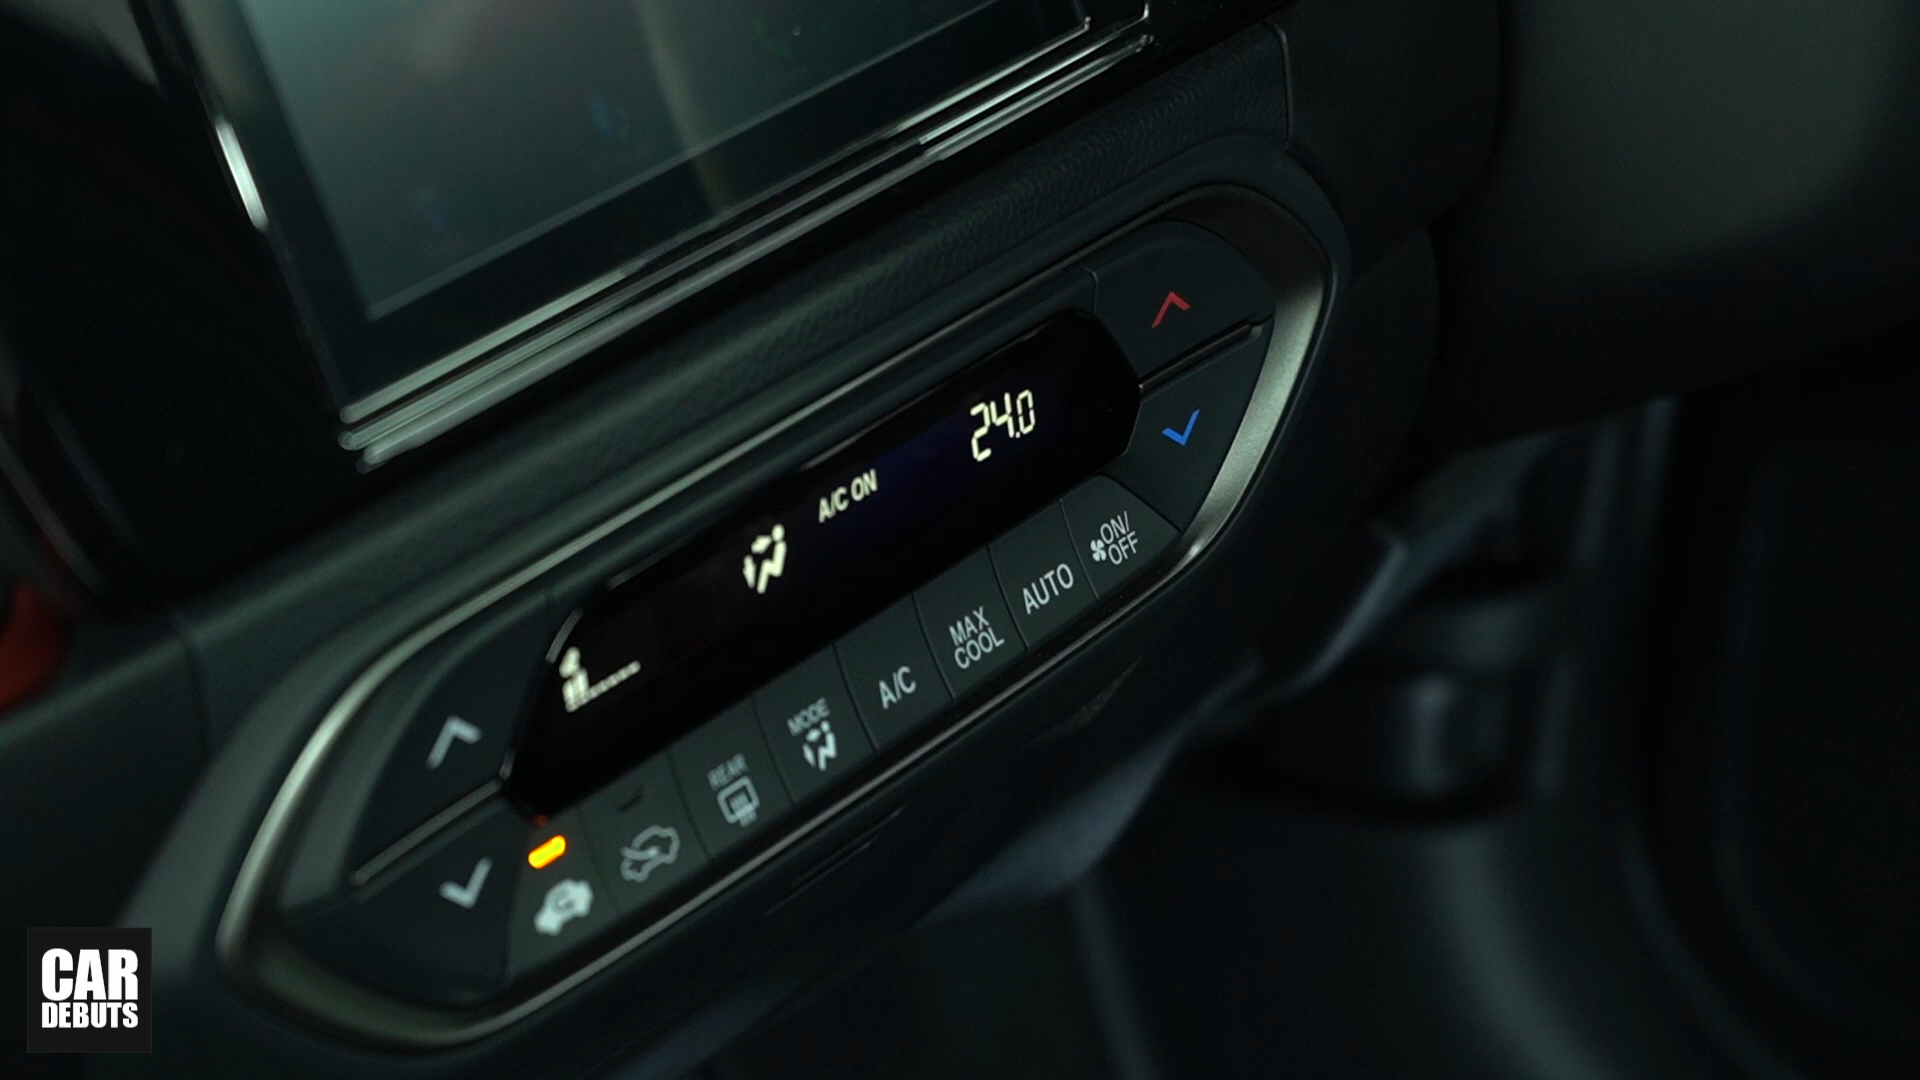 24.0
A/C ON
ON/
OFF
AUTO
MAX
COOL
A/C
MODE
REAR
CAR
DEBUTS